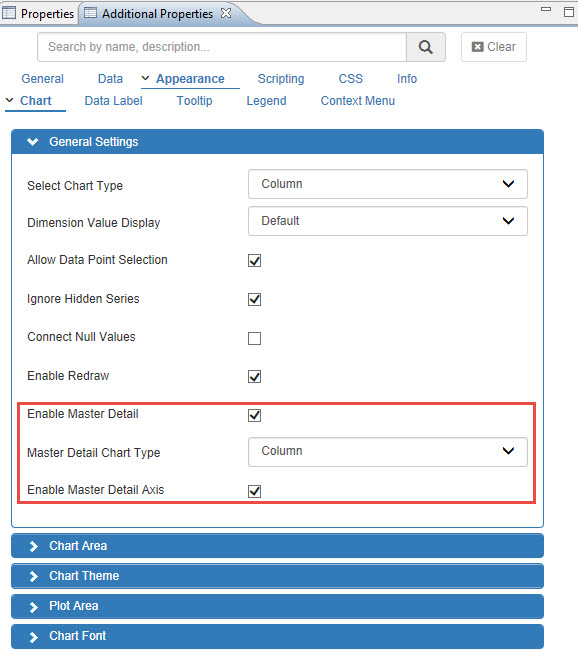 Properties Additional Properties
Search by name, description... Clear
General Data Appearance Scripting CSS Info
Chart Data Label Tooltip Legend Context Menu
General Settings
Select Chart Type Column
Dimension Value Display Default
Allow Data Point Selection
Ignore Hidden Series
Connect Null Values
Enable Redraw
Enable Master Detail
Master Detail Chart Type Column
Enable Master Detail Axis
Chart Area
Chart Theme
Plot Area
Chart Font